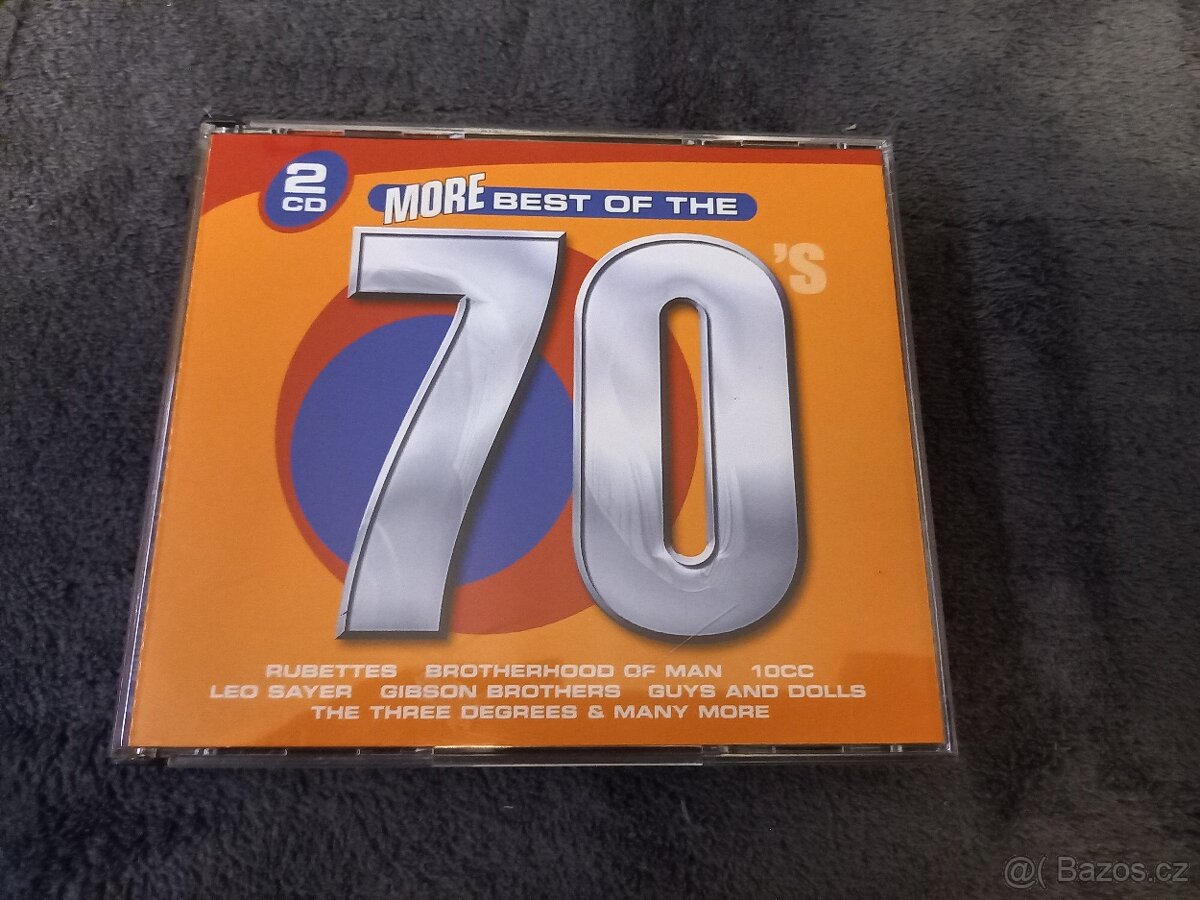 2
CD
MORE BEST OF THE
70'S
RUBETTES BROTHERHOOD OF MAN 10CC
LEO SAYER GIBSON BROTHERS GUYS AND DOLLS
THE THREE DEGREES & MANY MORE
@( Bazos.cz